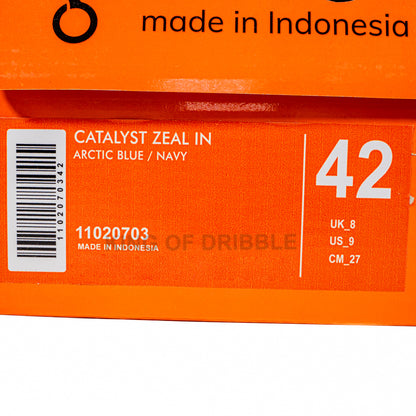 made in Indonesia
CATALYST ZEAL IN
ARCTIC BLUE / NAVY
1102070342
11020703
MADE IN INDONESIA
OF DRIBBLE
42
UK_8
US_9
CM_27